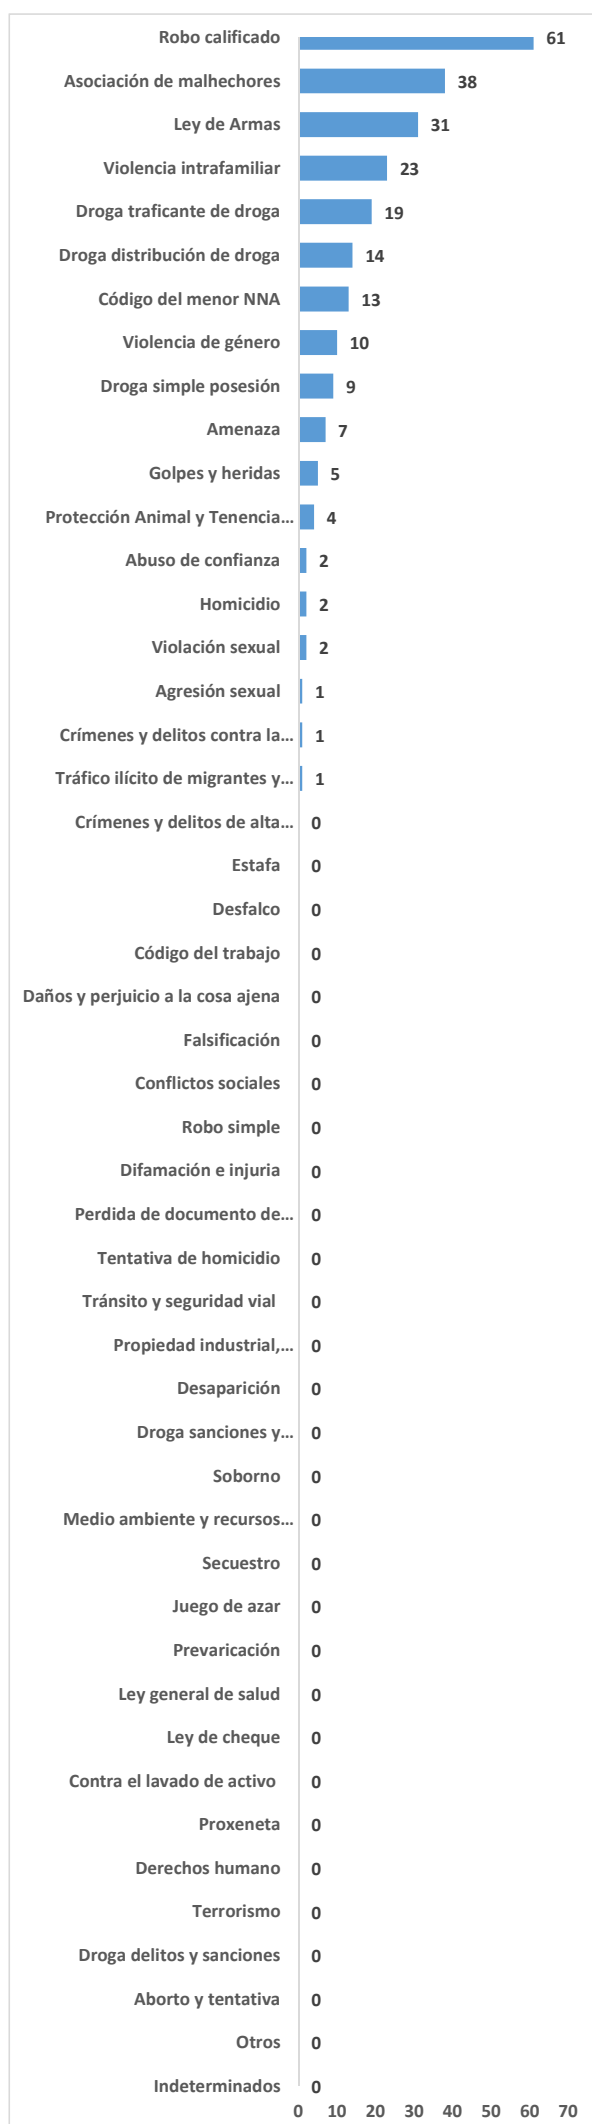 Robo calificado 61
Asociación de malhechores 38
Ley de Armas 31
Violencia intrafamiliar 23
Droga traficante de droga 19
Droga distribución de droga 14
Código del menor NNA 13
Violencia de género 10
Droga simple posesión 9
Amenaza 7
Golpes y heridas 5
Protección Animal y Tenencia... 4
Abuso de confianza 2
Homicidio 2
Violación sexual 2
Agresión sexual 1
Crímenes y delitos contra la... 1
Tráfico ilícito de migrantes y... 1
Crímenes y delitos de alta... 0
Estafa 0
Desfalco 0
Código del trabajo 0
Daños y perjuicio a la cosa ajena 0
Falsificación 0
Conflictos sociales 0
Robo simple 0
Difamación e injuria 0
Perdida de documento de... 0
Tentativa de homicidio 0
Tránsito y seguridad vial 0
Propiedad industrial,... 0
Desaparición 0
Droga sanciones y... 0
Soborno 0
Medio ambiente y recursos... 0
Secuestro 0
Juego de azar 0
Prevaricación 0
Ley general de salud 0
Ley de cheque 0
Contra el lavado de activo 0
Proxeneta 0
Derechos humano 0
Terrorismo 0
Droga delitos y sanciones 0
Aborto y tentativa 0
Otros 0
Indeterminados 0
0 10 20 30 40 50 60 70